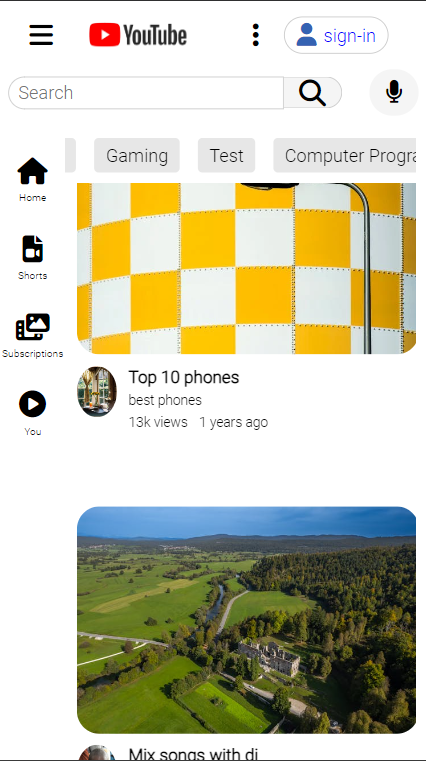 YouTube
sign-in
Search
Gaming
Test
Computer Progra
Home
Shorts
Subscriptions
You
Top 10 phones
best phones
13k views 1 years ago
Mix songs with dj